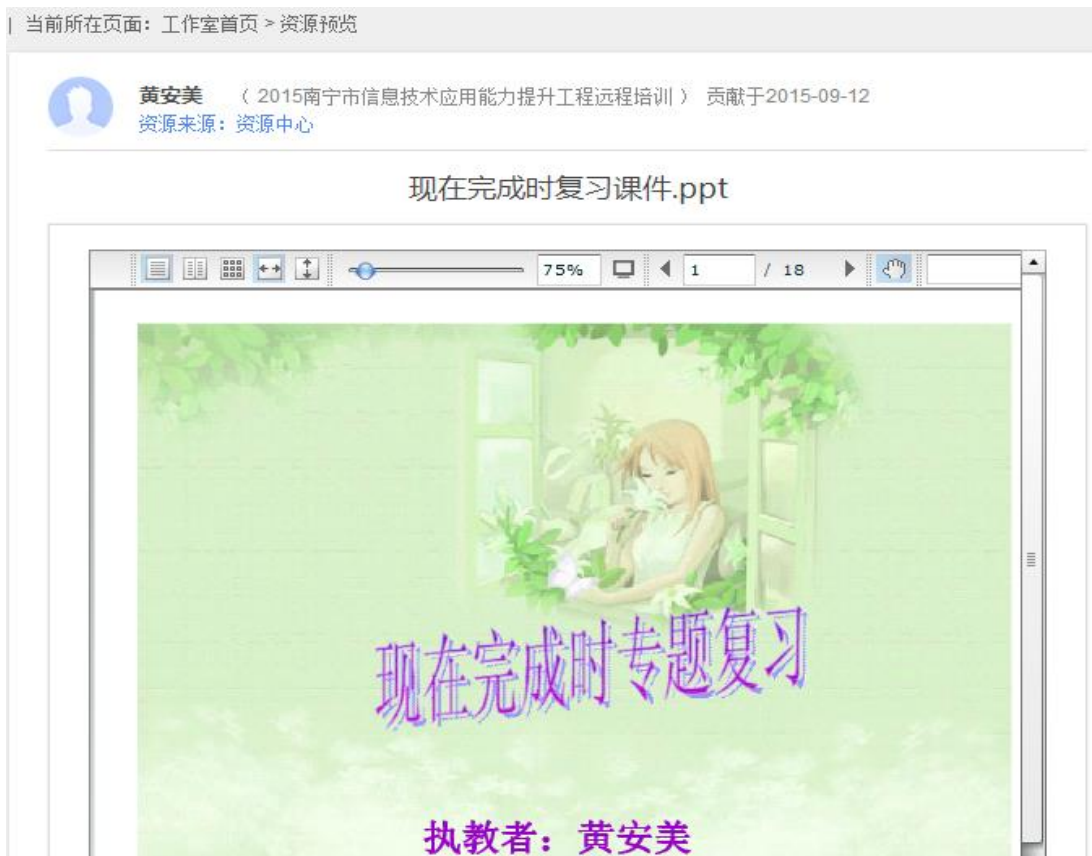 | 当前所在页面：工作室首页 > 资源预览
黄安美 （ 2015南宁市信息技术应用能力提升工程远程培训 ） 贡献于2015-09-12
资源来源：资源中心
现在完成时复习课件.ppt
75% 1 / 18
现在完成时专题复习
执教者：黄安美